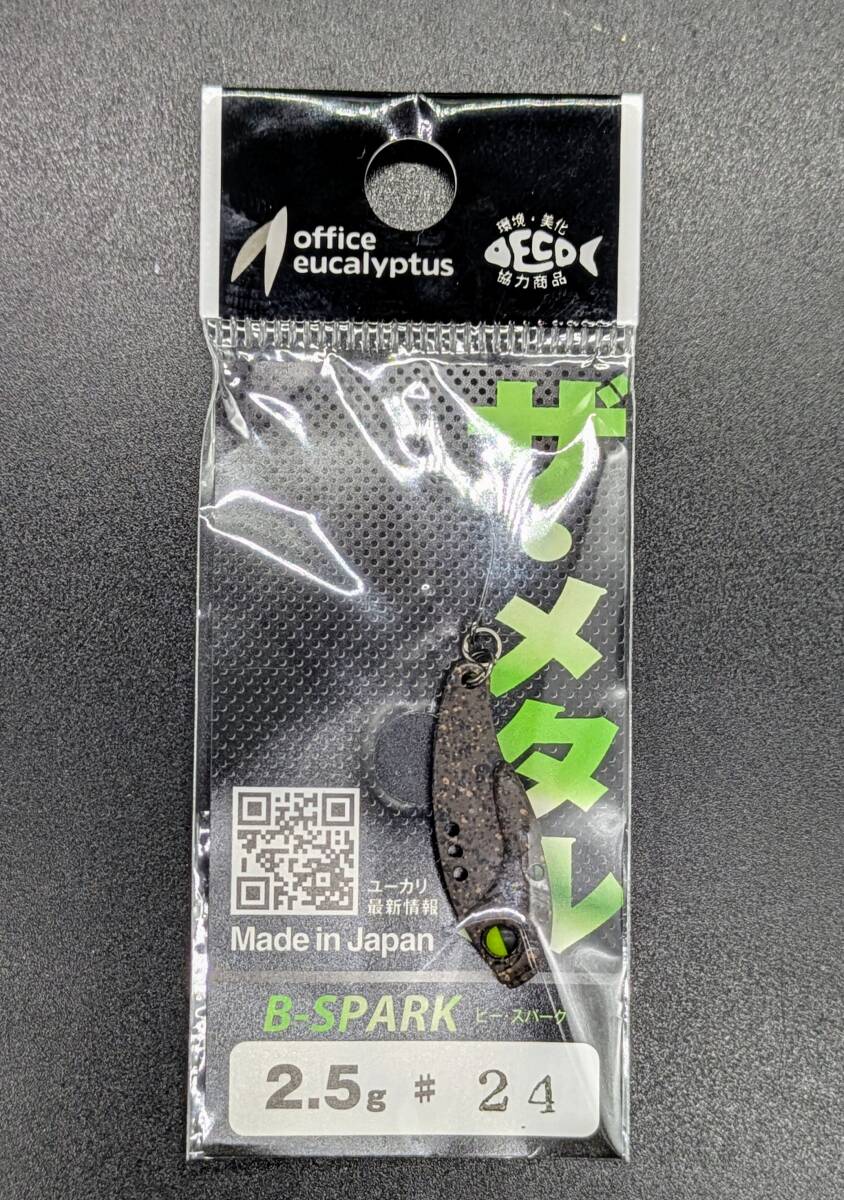 office
eucalyptus
環境・美化
ECO
協力商品
ザ・メタル
ユーカリ
最新情報
Made in Japan
B-SPARK ビー・スパーク
2.5g # 24